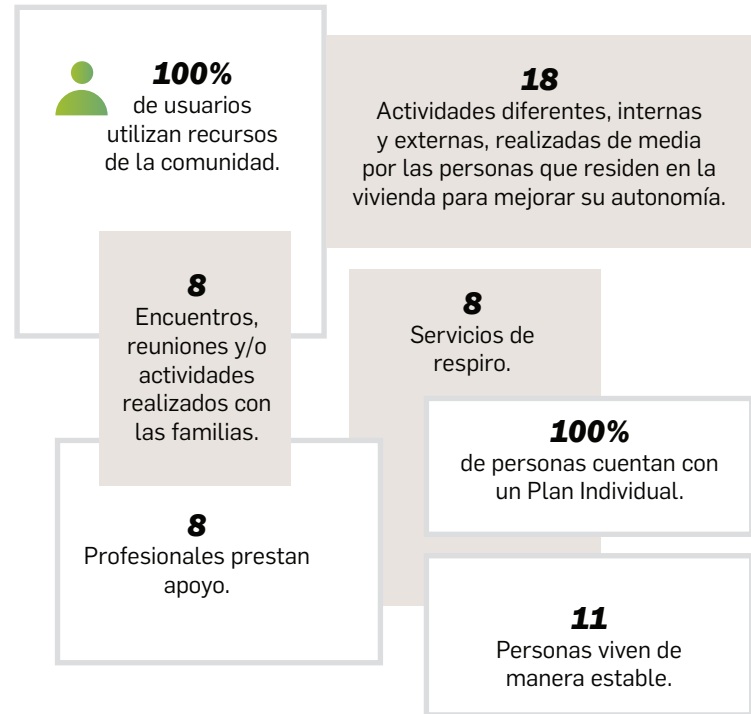 100%
de usuarios
utilizan recursos
de la comunidad.
18
Actividades diferentes, internas
y externas, realizadas de media
por las personas que residen en la
vivienda para mejorar su autonomía.
8
Encuentros,
reuniones y/o
actividades
realizados con
las familias.
8
Servicios de
respiro.
100%
de personas cuentan con
un Plan Individual.
8
Profesionales prestan
apoyo.
11
Personas viven de
manera estable.